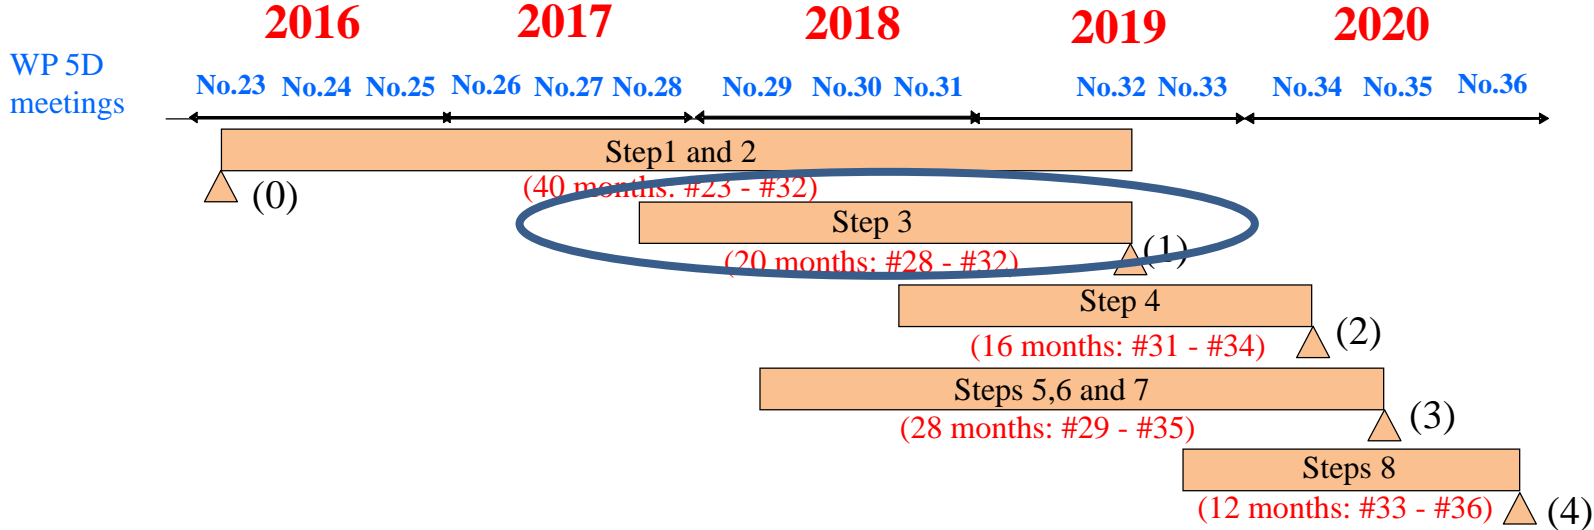 2016 2017 2018 2019 2020
WP 5D
meetings
No.23 No.24 No.25 No.26 No.27 No.28 No.29 No.30 No.31 No.32 No.33 No.34 No.35 No.36
Step1 and 2
(0)
(40 months: #23 - #32)
Step 3
(1)
(20 months: #28 - #32)
Step 4
(2)
(16 months: #31 - #34)
Steps 5,6 and 7
(3)
(28 months: #29 - #35)
Steps 8
(12 months: #33 - #36)
(4)